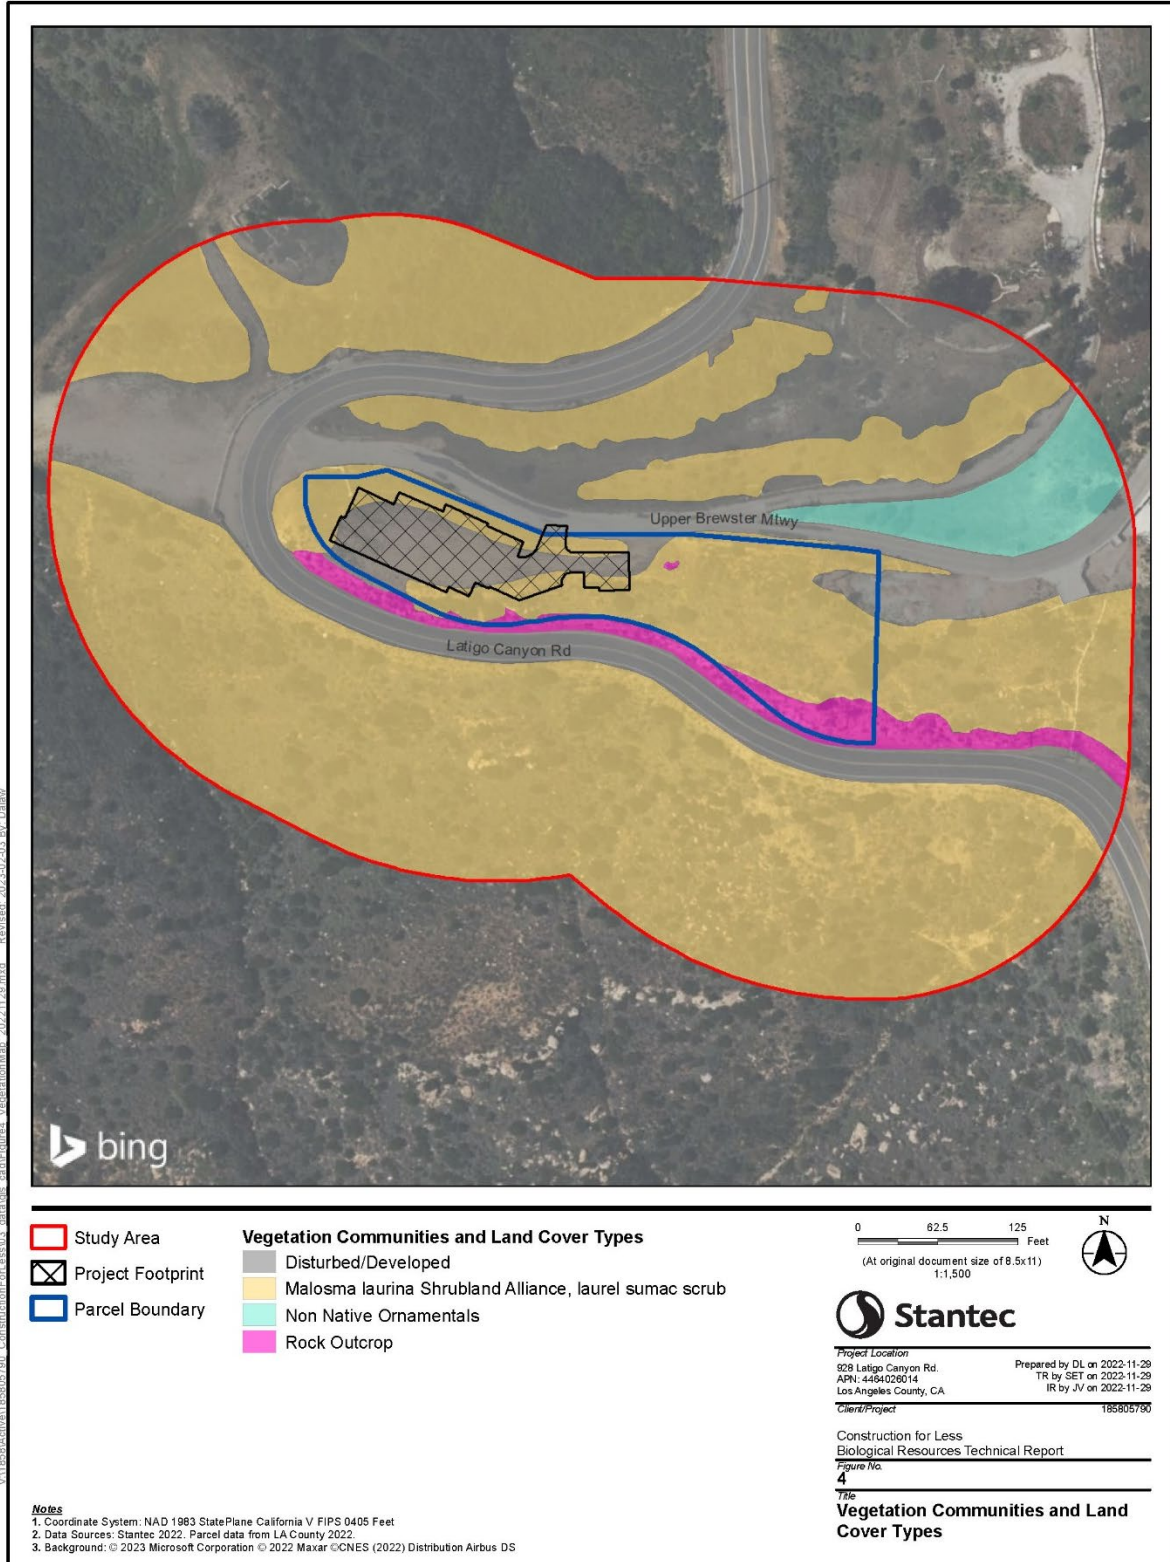 Upper Brewster Mtwy
Latigo Canyon Rd
bing
Study Area
Project Footprint
Parcel Boundary
Vegetation Communities and Land Cover Types
Disturbed/Developed
Malosma laurina Shrubland Alliance, laurel sumac scrub
Non Native Ornamentals
Rock Outcrop
0 62.5 125
Feet
(At original document size of 8.5x11)
1:1,500
N
Stantec
Project Location
928 Latigo Canyon Rd.
APN: 4464026014
Los Angeles County, CA
Prepared by DL on 2022-11-29
TR by SET on 2022-11-29
IR by JV on 2022-11-29
Client/Project 185805790
Construction for Less
Biological Resources Technical Report
Figure No.
4
Title
Vegetation Communities and Land
Cover Types
Notes
1. Coordinate System: NAD 1983 StatePlane California V FIPS 0405 Feet
2. Data Sources: Stantec 2022. Parcel data from LA County 2022.
3. Background: © 2023 Microsoft Corporation © 2022 Maxar ©CNES (2022) Distribution Airbus DS